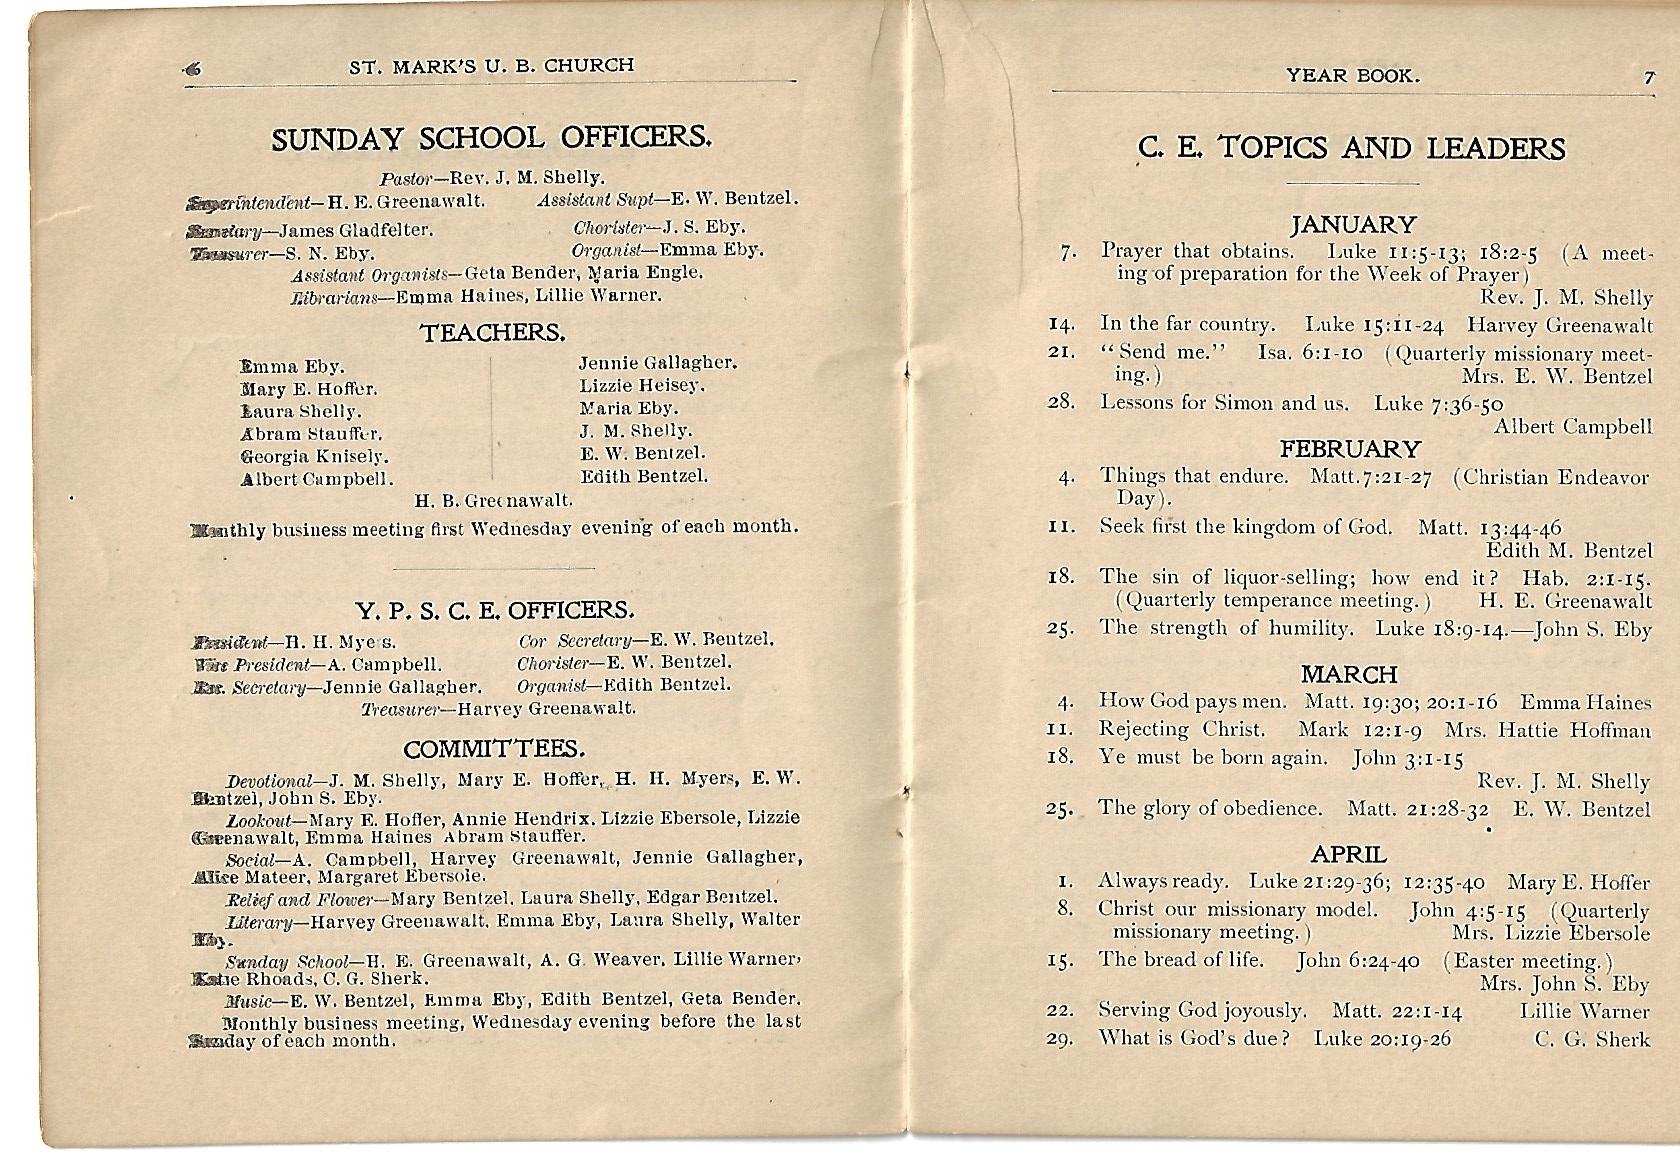 6 ST. MARK'S U. B. CHURCH
SUNDAY SCHOOL OFFICERS.
Pastor—Rev. J. M. Shelly.
Superintendent—H. E. Greenawalt. Assistant Supt—E. W. Bentzel.
Secretary—James Gladfelter. Chorister—J. S. Eby.
Treasurer—S. N. Eby. Organist—Emma Eby.
Assistant Organists—Geta Bender, Maria Engle.
Librarians—Emma Haines, Lillie Warner.
TEACHERS.
Emma Eby. Jennie Gallagher.
Mary E. Hoffer. Lizzie Heisey.
Laura Shelly. Maria Eby.
Abram Stauffer. J. M. Shelly.
Georgia Knisely. E. W. Bentzel.
Albert Campbell. Edith Bentzel.
H. B. Greenawalt.
Monthly business meeting first Wednesday evening of each month.
Y. P. S. C. E. OFFICERS.
President—H. H. Myers. Cor Secretary—E. W. Bentzel.
Vice President—A. Campbell. Chorister—E. W. Bentzel.
Rec. Secretary—Jennie Gallagher. Organist—Edith Bentzel.
Treasurer—Harvey Greenawalt.
COMMITTEES.
Devotional—J. M. Shelly, Mary E. Hoffer, H. H. Myers, E. W.
Bentzel, John S. Eby.
Lookout—Mary E. Hoffer, Annie Hendrix. Lizzie Ebersole, Lizzie
Greenawalt, Emma Haines Abram Stauffer.
Social—A. Campbell, Harvey Greenawalt, Jennie Gallagher,
Alice Mateer, Margaret Ebersole.
Relief and Flower—Mary Bentzel, Laura Shelly, Edgar Bentzel.
Literary—Harvey Greenawalt, Emma Eby, Laura Shelly, Walter
Eby.
Sunday School—H. E. Greenawalt, A. G. Weaver, Lillie Warner,
Katie Rhoads, C. G. Sherk.
Music—E. W. Bentzel, Emma Eby, Edith Bentzel, Geta Bender.
Monthly business meeting, Wednesday evening before the last
Sunday of each month.
YEAR BOOK. 7
C. E. TOPICS AND LEADERS
JANUARY
7. Prayer that obtains. Luke 11:5-13; 18:2-5 (A meet-
ing of preparation for the Week of Prayer)
Rev. J. M. Shelly
14. In the far country. Luke 15:11-24 Harvey Greenawalt
21. "Send me." Isa. 6:1-10 (Quarterly missionary meet-
ing.) Mrs. E. W. Bentzel
28. Lessons for Simon and us. Luke 7:36-50
Albert Campbell
FEBRUARY
4. Things that endure. Matt.7:21-27 (Christian Endeavor
Day).
11. Seek first the kingdom of God. Matt. 13:44-46
Edith M. Bentzel
18. The sin of liquor-selling; how end it? Hab. 2:1-15.
(Quarterly temperance meeting.) H. E. Greenawalt
25. The strength of humility. Luke 18:9-14.—John S. Eby
MARCH
4. How God pays men. Matt. 19:30; 20:1-16 Emma Haines
11. Rejecting Christ. Mark 12:1-9 Mrs. Hattie Hoffman
18. Ye must be born again. John 3:1-15
Rev. J. M. Shelly
25. The glory of obedience. Matt. 21:28-32 E. W. Bentzel
APRIL
1. Always ready. Luke 21:29-36; 12:35-40 Mary E. Hoffer
8. Christ our missionary model. John 4:5-15 (Quarterly
missionary meeting.) Mrs. Lizzie Ebersole
15. The bread of life. John 6:24-40 (Easter meeting.)
Mrs. John S. Eby
22. Serving God joyously. Matt. 22:1-14 Lillie Warner
29. What is God's due? Luke 20:19-26 C. G. Sherk